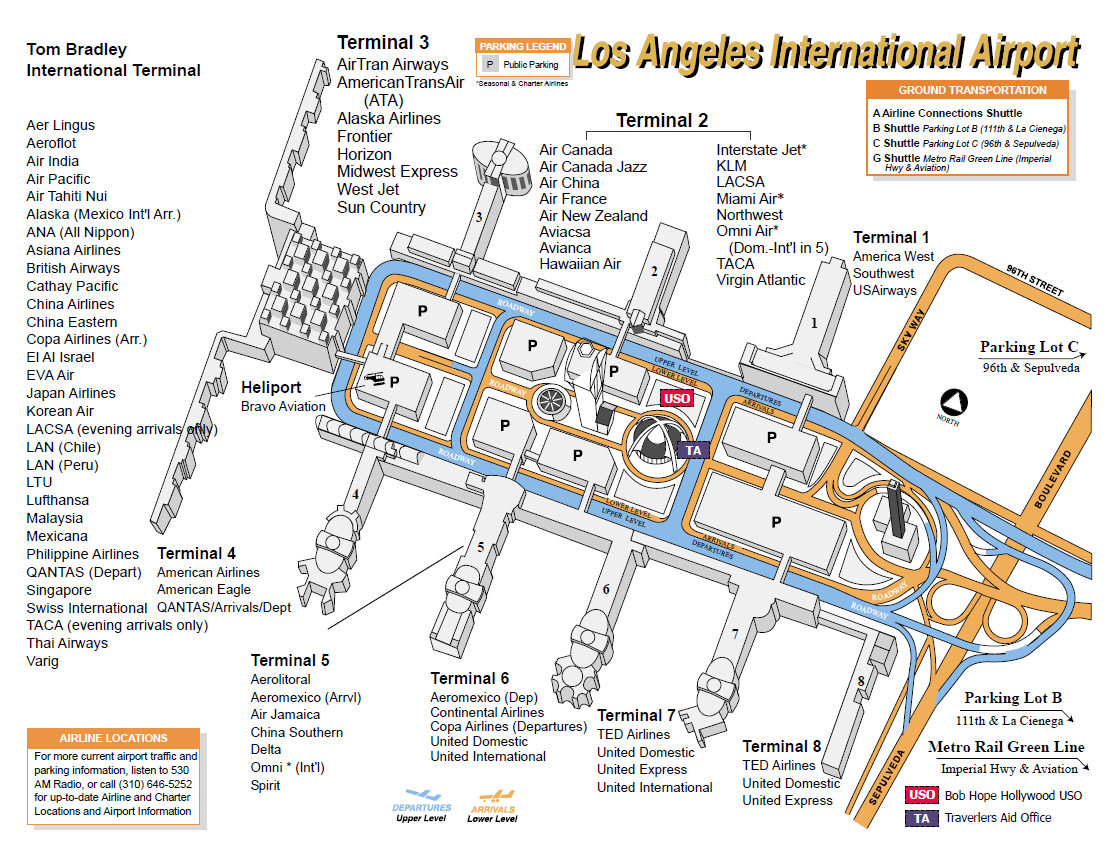 Los Angeles International Airport
Tom Bradley
International Terminal
Aer Lingus
Aeroflot
Air India
Air Pacific
Air Tahiti Nui
Alaska (Mexico Int'l Arr.)
ANA (All Nippon)
Asiana Airlines
British Airways
Cathay Pacific
China Airlines
China Eastern
Copa Airlines (Arr.)
El Al Israel
EVA Air
Japan Airlines
Korean Air
LACSA (evening arrivals only)
LAN (Chile)
LAN (Peru)
LTU
Lufthansa
Malaysia
Mexicana
Philippine Airlines
QANTAS (Depart)
Singapore
Swiss International
TACA (evening arrivals only)
Thai Airways
Varig
Terminal 3
AirTran Airways
AmericanTransAir
(ATA)
Alaska Airlines
Frontier
Horizon
Midwest Express
West Jet
Sun Country
PARKING LEGEND
P Public Parking
*Seasonal & Charter Airlines
Terminal 2
Air Canada
Air Canada Jazz
Air China
Air France
Air New Zealand
Aviacsa
Avianca
Hawaiian Air
Interstate Jet*
KLM
LACSA
Miami Air*
Northwest
Omni Air*
(Dom.-Int'l in 5)
TACA
Virgin Atlantic
GROUND TRANSPORTATION
A Airline Connections Shuttle
B Shuttle Parking Lot B (111th & La Cienega)
C Shuttle Parking Lot C (96th & Sepulveda)
G Shuttle Metro Rail Green Line (Imperial
Hwy & Aviation)
Terminal 1
America West
Southwest
USAirways
96TH STREET
SKY WAY
Parking Lot C
96th & Sepulveda
NORTH
BOULEVARD
SEPULVEDA
3
2
1
ROADWAY
UPPER LEVEL
LOWER LEVEL
DEPARTURES
ARRIVALS
P
P
P
P
P
P
P
P
ROADWAY
USO
TA
Heliport
Bravo Aviation
ROADWAY
LOWER LEVEL
UPPER LEVEL
ARRIVALS
DEPARTURES
ROADWAY
ROADWAY
4
5
6
7
8
Terminal 4
American Airlines
American Eagle
QANTAS/Arrivals/Dept
Terminal 5
Aerolitoral
Aeromexico (Arrvl)
Air Jamaica
China Southern
Delta
Omni * (Int'l)
Spirit
Terminal 6
Aeromexico (Dep)
Continental Airlines
Copa Airlines (Departures)
United Domestic
United International
Terminal 7
TED Airlines
United Domestic
United Express
United International
Terminal 8
TED Airlines
United Domestic
United Express
Parking Lot B
111th & La Cienega
Metro Rail Green Line
Imperial Hwy & Aviation
USO Bob Hope Hollywood USO
TA Traverlers Aid Office
AIRLINE LOCATIONS
For more current airport traffic and
parking information, listen to 530
AM Radio, or call (310) 646-5252
for up-to-date Airline and Charter
Locations and Airport Information
DEPARTURES
Upper Level
ARRIVALS
Lower Level